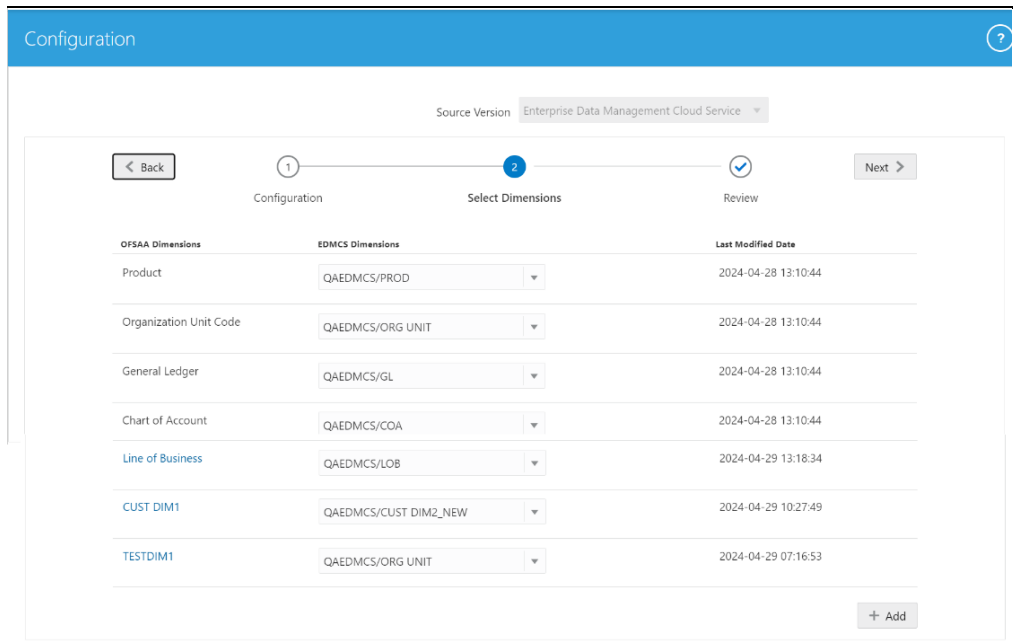 Configuration
?
Source Version Enterprise Data Management Cloud Service
Back 1 2 Next
Configuration Select Dimensions Review
OFSAA Dimensions EDMCS Dimensions Last Modified Date
Product QAEDMCS/PROD 2024-04-28 13:10:44
Organization Unit Code QAEDMCS/ORG UNIT 2024-04-28 13:10:44
General Ledger QAEDMCS/GL 2024-04-28 13:10:44
Chart of Account QAEDMCS/COA 2024-04-28 13:10:44
Line of Business QAEDMCS/LOB 2024-04-29 13:18:34
CUST DIM1 QAEDMCS/CUST DIM2_NEW 2024-04-29 10:27:49
TESTDIM1 QAEDMCS/ORG UNIT 2024-04-29 07:16:53
+ Add